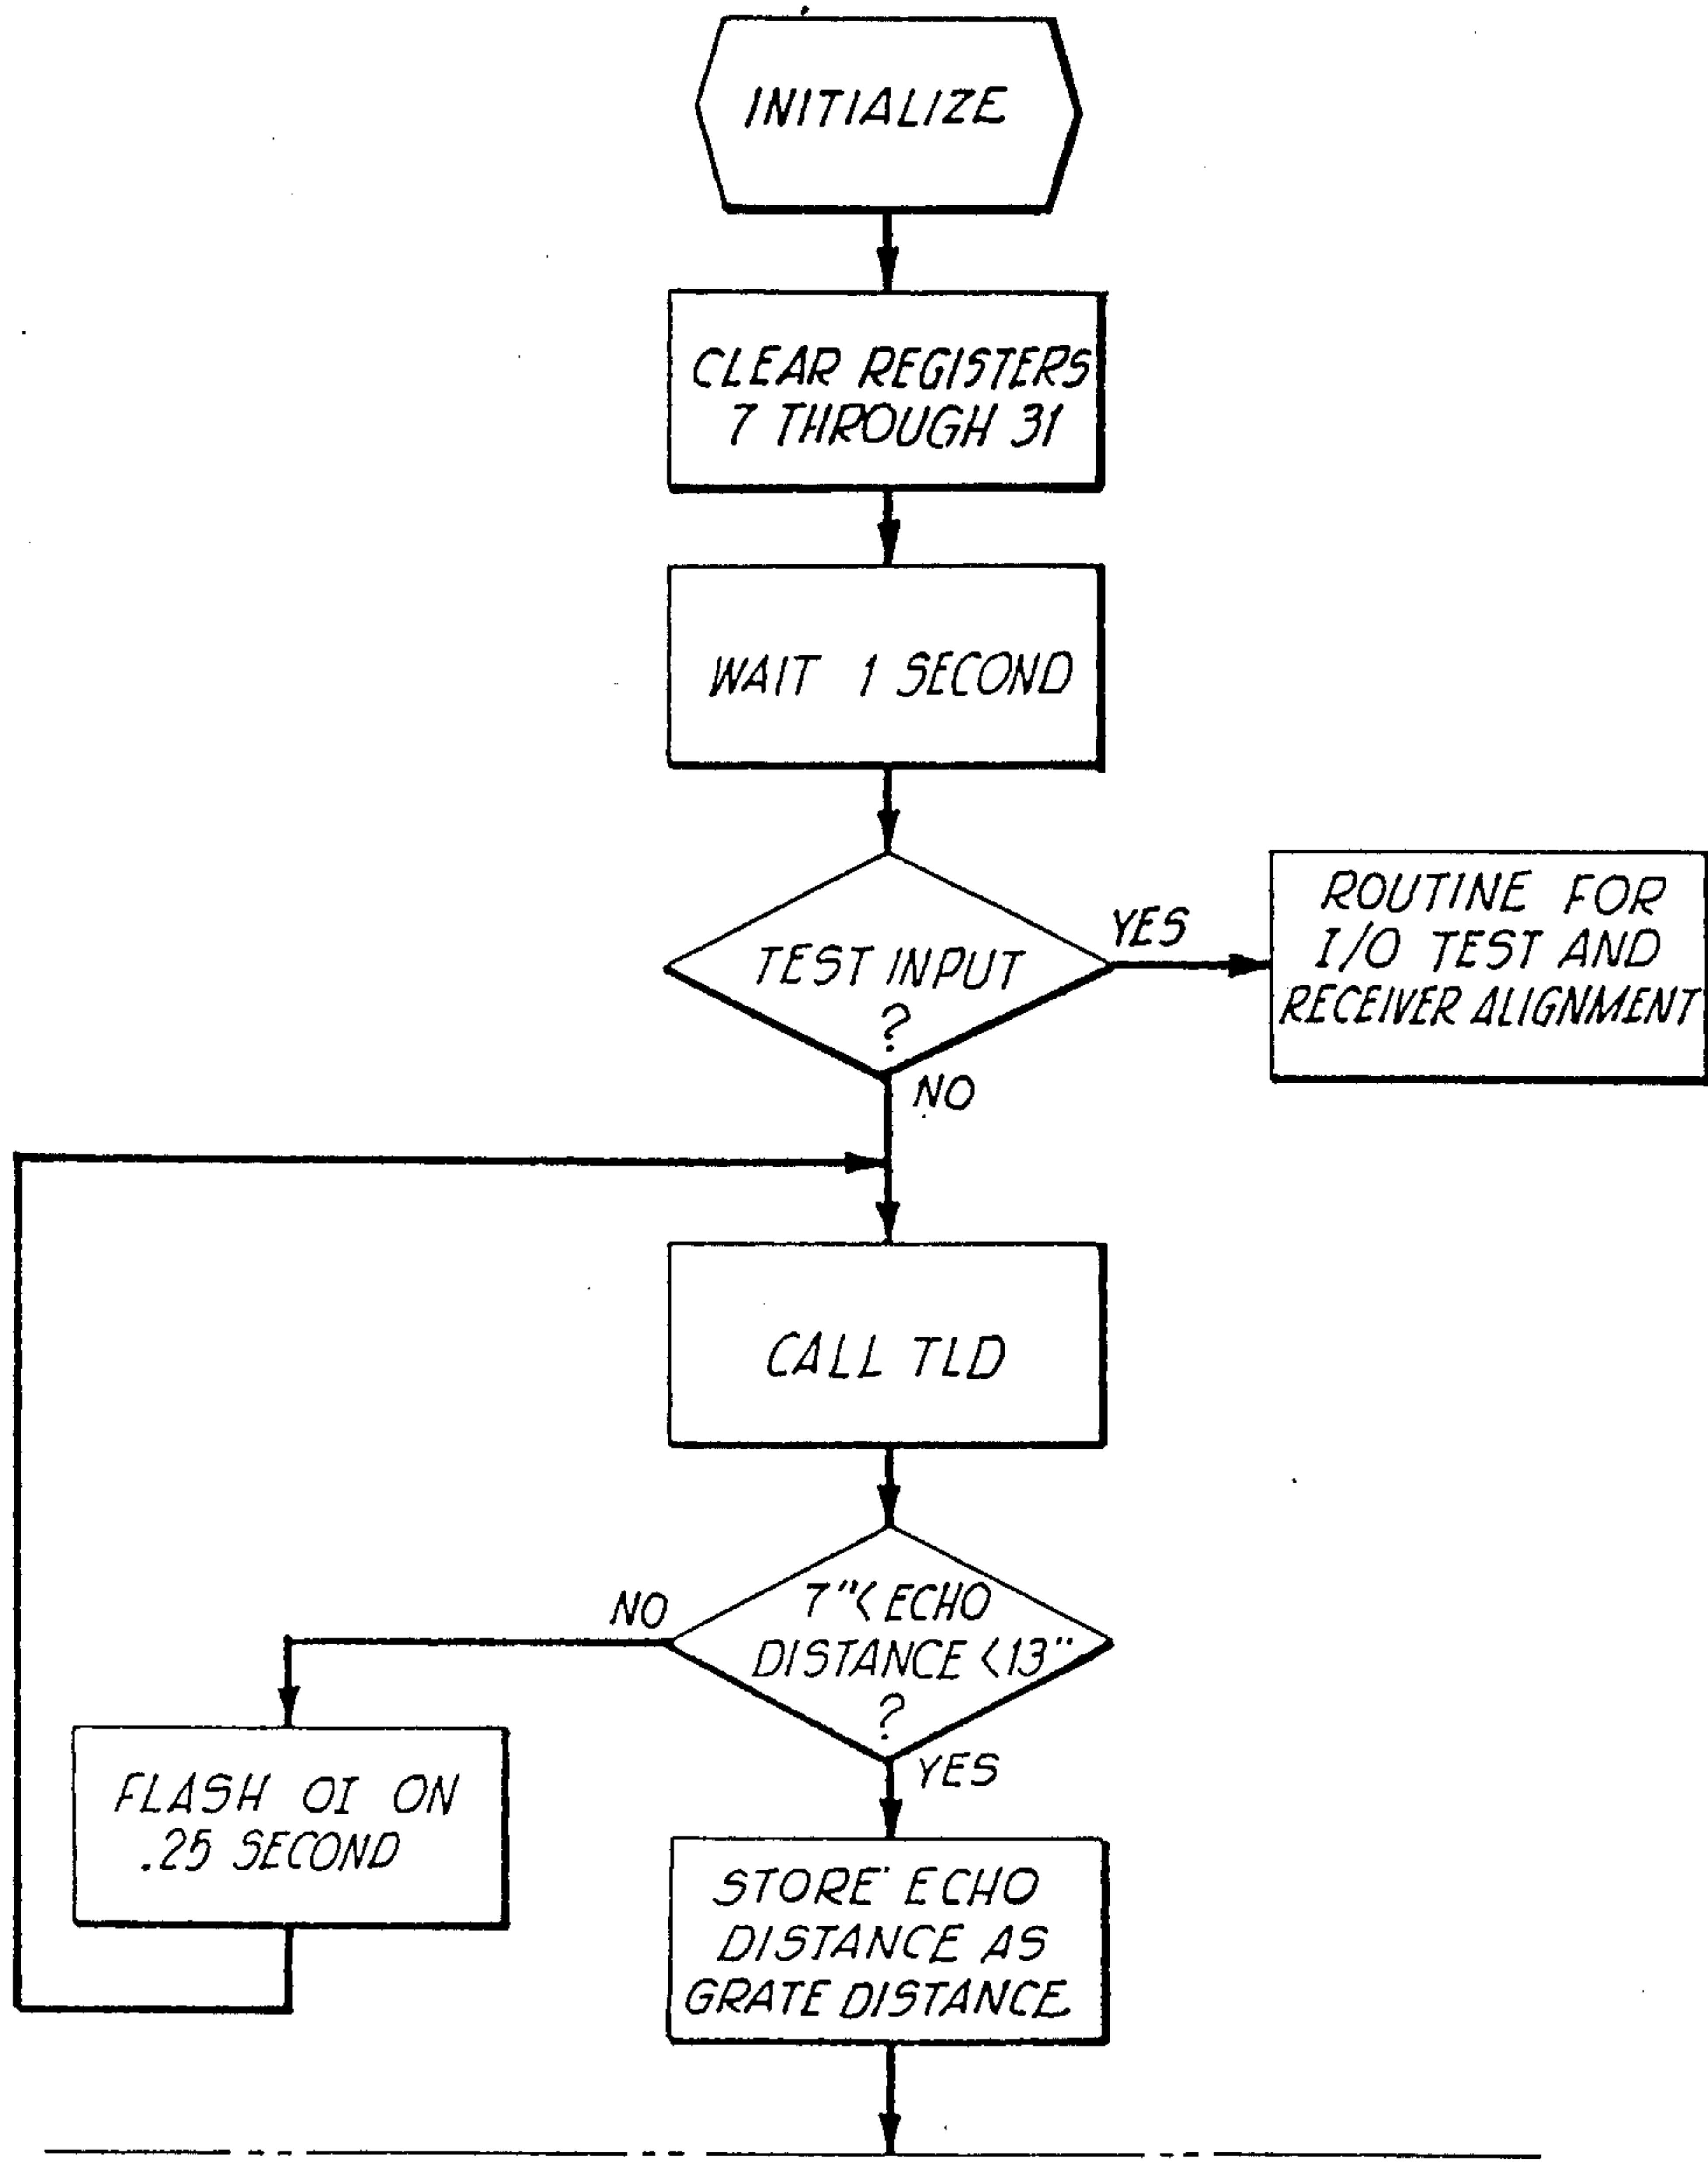 INITIALIZE
CLEAR REGISTERS
7 THROUGH 31
WAIT 1 SECOND
TEST INPUT
?
YES
ROUTINE FOR
I/O TEST AND
RECEIVER ALIGNMENT
NO
CALL TLD
7"< ECHO
DISTANCE <13"
?
NO
YES
FLASH OI ON
.25 SECOND
STORE ECHO
DISTANCE AS
GRATE DISTANCE